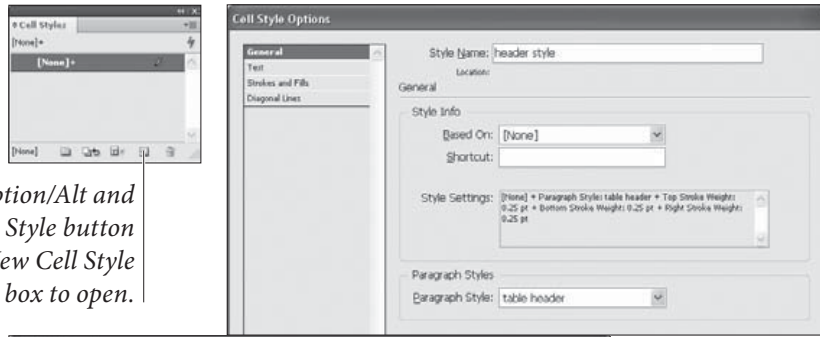 Cell Styles
[None]+
[None]+
[None]
ption/Alt and
Style button
ew Cell Style
box to open.
Cell Style Options
General
Text
Strokes and Fills
Diagonal Lines
Style Name: header style
Location:
General
Style Info
Based On: [None]
Shortcut:
Style Settings: [None] + Paragraph Style: table header + Top Stroke Weight:
0.25 pt + Bottom Stroke Weight: 0.25 pt + Right Stroke Weight:
0.25 pt
Paragraph Styles
Paragraph Style: table header